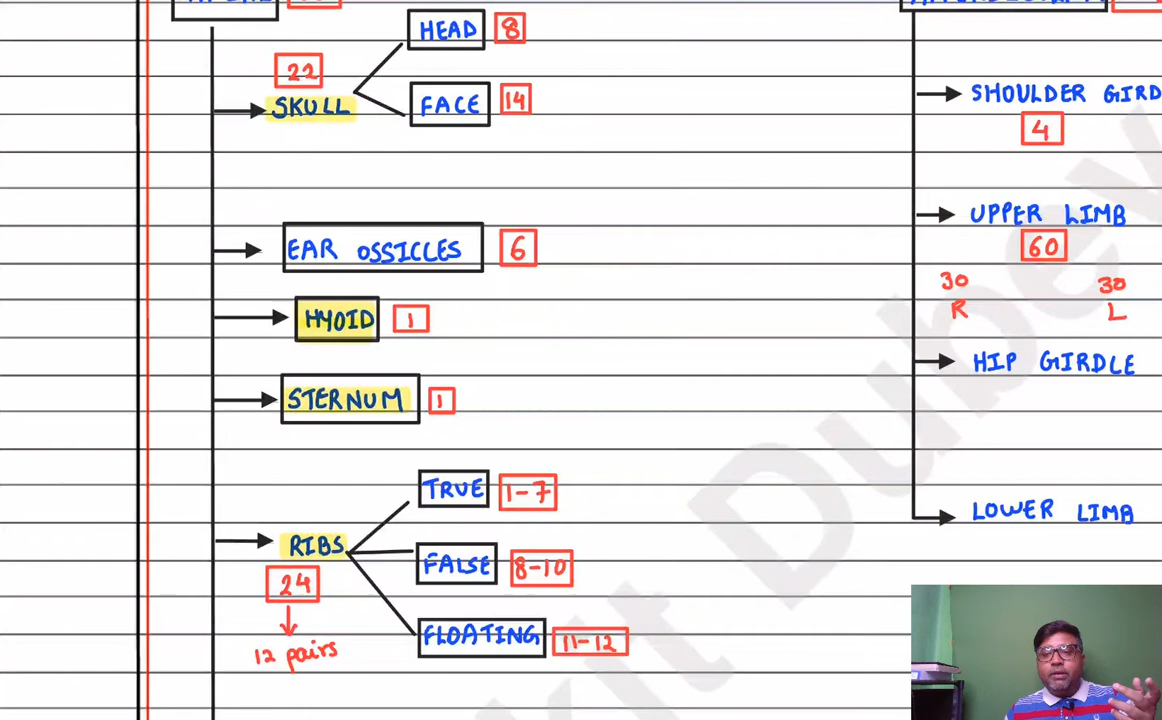 HEAD 8
22
SKULL
FACE 14
EAR OSSICLES 6
HYOID 1
STERNUM 1
TRUE 1-7
RIBS
FALSE 8-10
24
FLOATING 11-12
12 pairs
SHOULDER GIRD
4
UPPER LIMB
60
30 30
R L
HIP GIRDLE
LOWER LIMB
kit Dubey